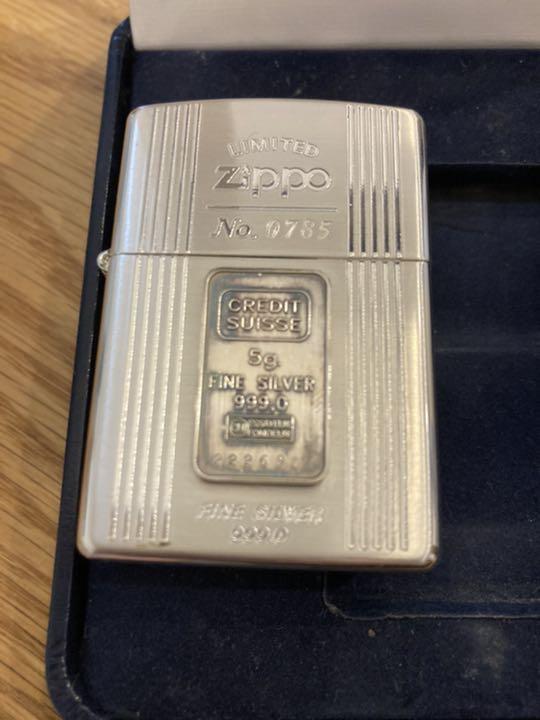 LIMITED
Zippo
No. 0785
CREDIT
SUISSE
5g
FINE SILVER
999.0
FINE SILVER
999.0